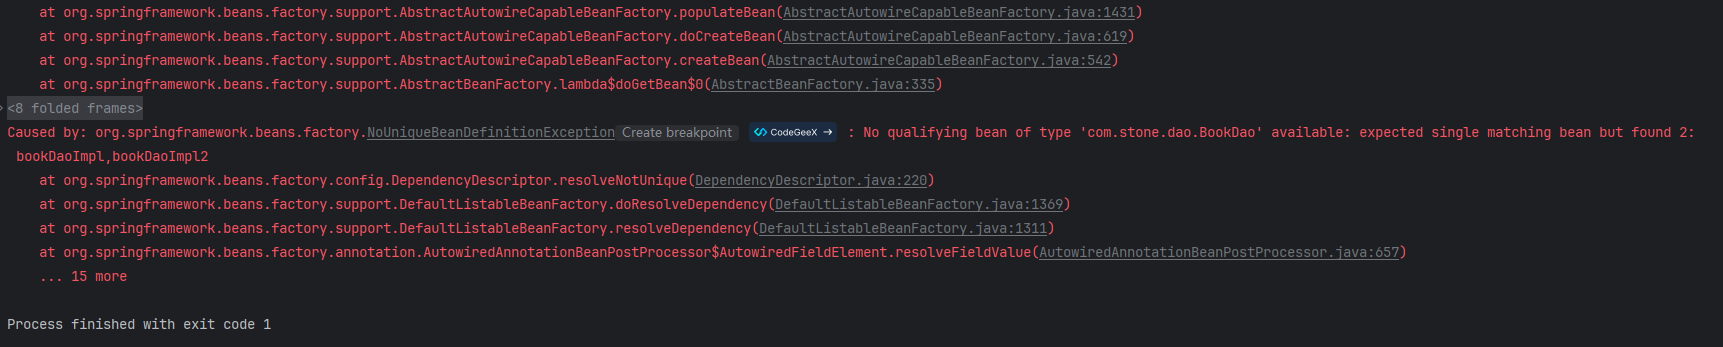 at org.springframework.beans.factory.support.AbstractAutowireCapableBeanFactory.populateBean(AbstractAutowireCapableBeanFactory.java:1431)
at org.springframework.beans.factory.support.AbstractAutowireCapableBeanFactory.doCreateBean(AbstractAutowireCapableBeanFactory.java:619)
at org.springframework.beans.factory.support.AbstractAutowireCapableBeanFactory.createBean(AbstractAutowireCapableBeanFactory.java:542)
at org.springframework.beans.factory.support.AbstractBeanFactory.lambda$doGetBean$0(AbstractBeanFactory.java:335)
<8 folded frames>
Caused by: org.springframework.beans.factory.NoUniqueBeanDefinitionException Create breakpoint CodeGeeX → : No qualifying bean of type 'com.stone.dao.BookDao' available: expected single matching bean but found 2:
bookDaoImpl,bookDaoImpl2
at org.springframework.beans.factory.config.DependencyDescriptor.resolveNotUnique(DependencyDescriptor.java:220)
at org.springframework.beans.factory.support.DefaultListableBeanFactory.doResolveDependency(DefaultListableBeanFactory.java:1369)
at org.springframework.beans.factory.support.DefaultListableBeanFactory.resolveDependency(DefaultListableBeanFactory.java:1311)
at org.springframework.beans.factory.annotation.AutowiredAnnotationBeanPostProcessor$AutowiredFieldElement.resolveFieldValue(AutowiredAnnotationBeanPostProcessor.java:657)
... 15 more
Process finished with exit code 1